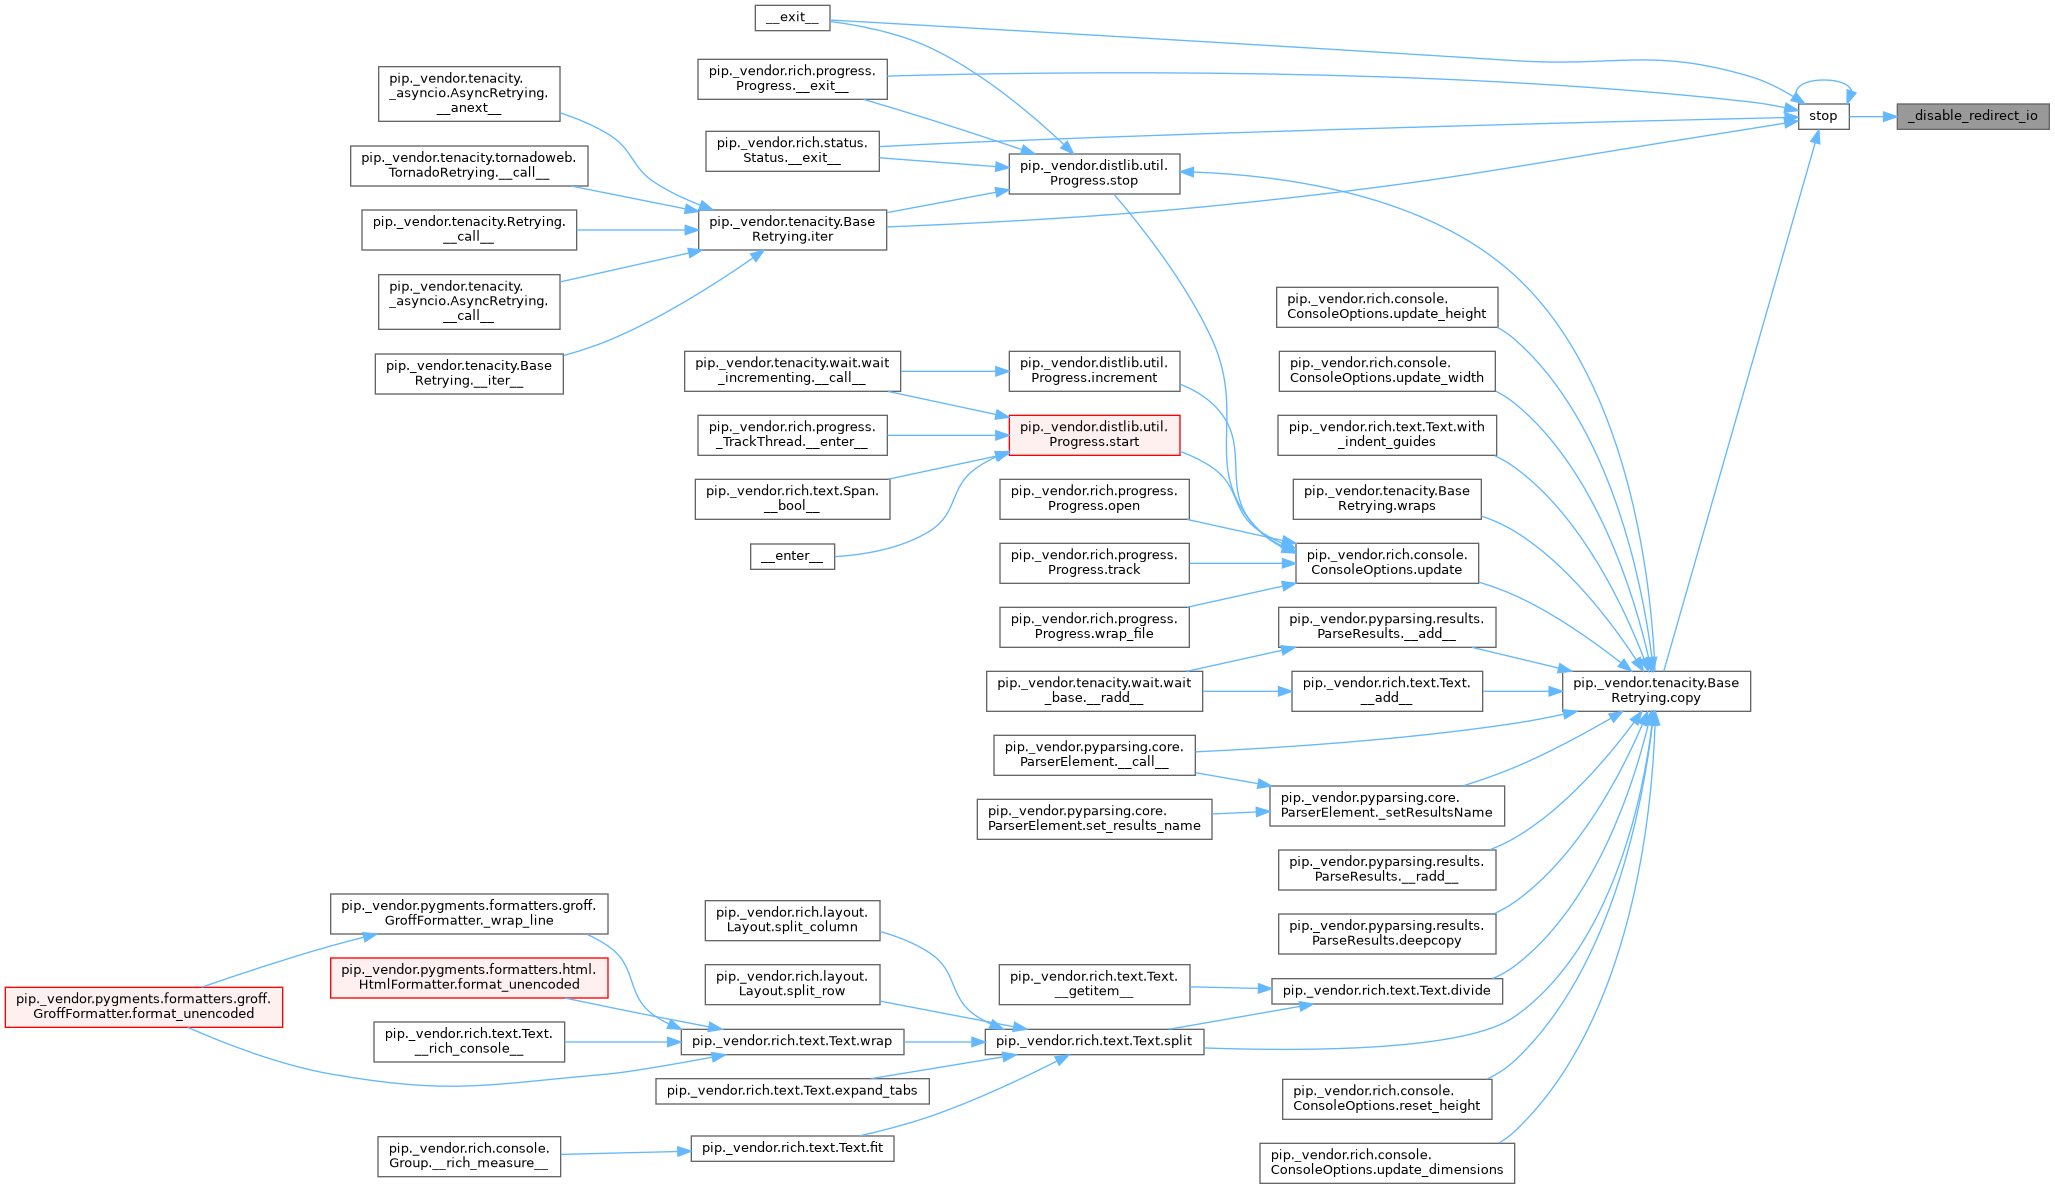 __exit__
pip._vendor.rich.progress.
Progress.__exit__
pip._vendor.tenacity.
_asyncio.AsyncRetrying.
__anext__
stop
_disable_redirect_io
pip._vendor.rich.status.
Status.__exit__
pip._vendor.distlib.util.
Progress.stop
pip._vendor.tenacity.tornadoweb.
TornadoRetrying.__call__
pip._vendor.tenacity.Retrying.
__call__
pip._vendor.tenacity.Base
Retrying.iter
pip._vendor.tenacity.
_asyncio.AsyncRetrying.
__call__
pip._vendor.rich.console.
ConsoleOptions.update_height
pip._vendor.tenacity.Base
Retrying.__iter__
pip._vendor.tenacity.wait.wait
_incrementing.__call__
pip._vendor.distlib.util.
Progress.increment
pip._vendor.rich.console.
ConsoleOptions.update_width
pip._vendor.rich.progress.
_TrackThread.__enter__
pip._vendor.distlib.util.
Progress.start
pip._vendor.rich.text.Text.with
_indent_guides
pip._vendor.rich.text.Span.
__bool__
pip._vendor.rich.progress.
Progress.open
pip._vendor.tenacity.Base
Retrying.wraps
__enter__
pip._vendor.rich.progress.
Progress.track
pip._vendor.rich.console.
ConsoleOptions.update
pip._vendor.rich.progress.
Progress.wrap_file
pip._vendor.pyparsing.results.
ParseResults.__add__
pip._vendor.tenacity.wait.wait
_base.__radd__
pip._vendor.rich.text.Text.
__add__
pip._vendor.tenacity.Base
Retrying.copy
pip._vendor.pyparsing.core.
ParserElement.__call__
pip._vendor.pyparsing.core.
ParserElement._setResultsName
pip._vendor.pyparsing.core.
ParserElement.set_results_name
pip._vendor.pyparsing.results.
ParseResults.__radd__
pip._vendor.pygments.formatters.groff.
GroffFormatter._wrap_line
pip._vendor.rich.layout.
Layout.split_column
pip._vendor.pyparsing.results.
ParseResults.deepcopy
pip._vendor.pygments.formatters.html.
HtmlFormatter.format_unencoded
pip._vendor.rich.layout.
Layout.split_row
pip._vendor.rich.text.Text.
__getitem__
pip._vendor.rich.text.Text.divide
pip._vendor.pygments.formatters.groff.
GroffFormatter.format_unencoded
pip._vendor.rich.text.Text.
__rich_console__
pip._vendor.rich.text.Text.wrap
pip._vendor.rich.text.Text.split
pip._vendor.rich.text.Text.expand_tabs
pip._vendor.rich.console.
ConsoleOptions.reset_height
pip._vendor.rich.console.
Group.__rich_measure__
pip._vendor.rich.text.Text.fit
pip._vendor.rich.console.
ConsoleOptions.update_dimensions